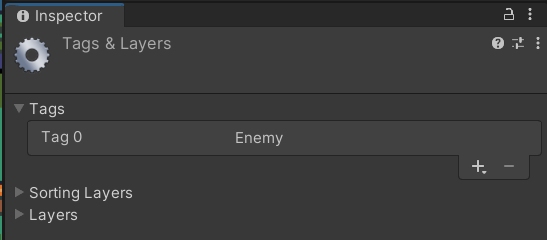 Inspector
Tags & Layers
Tags
Tag 0 Enemy
Sorting Layers
Layers